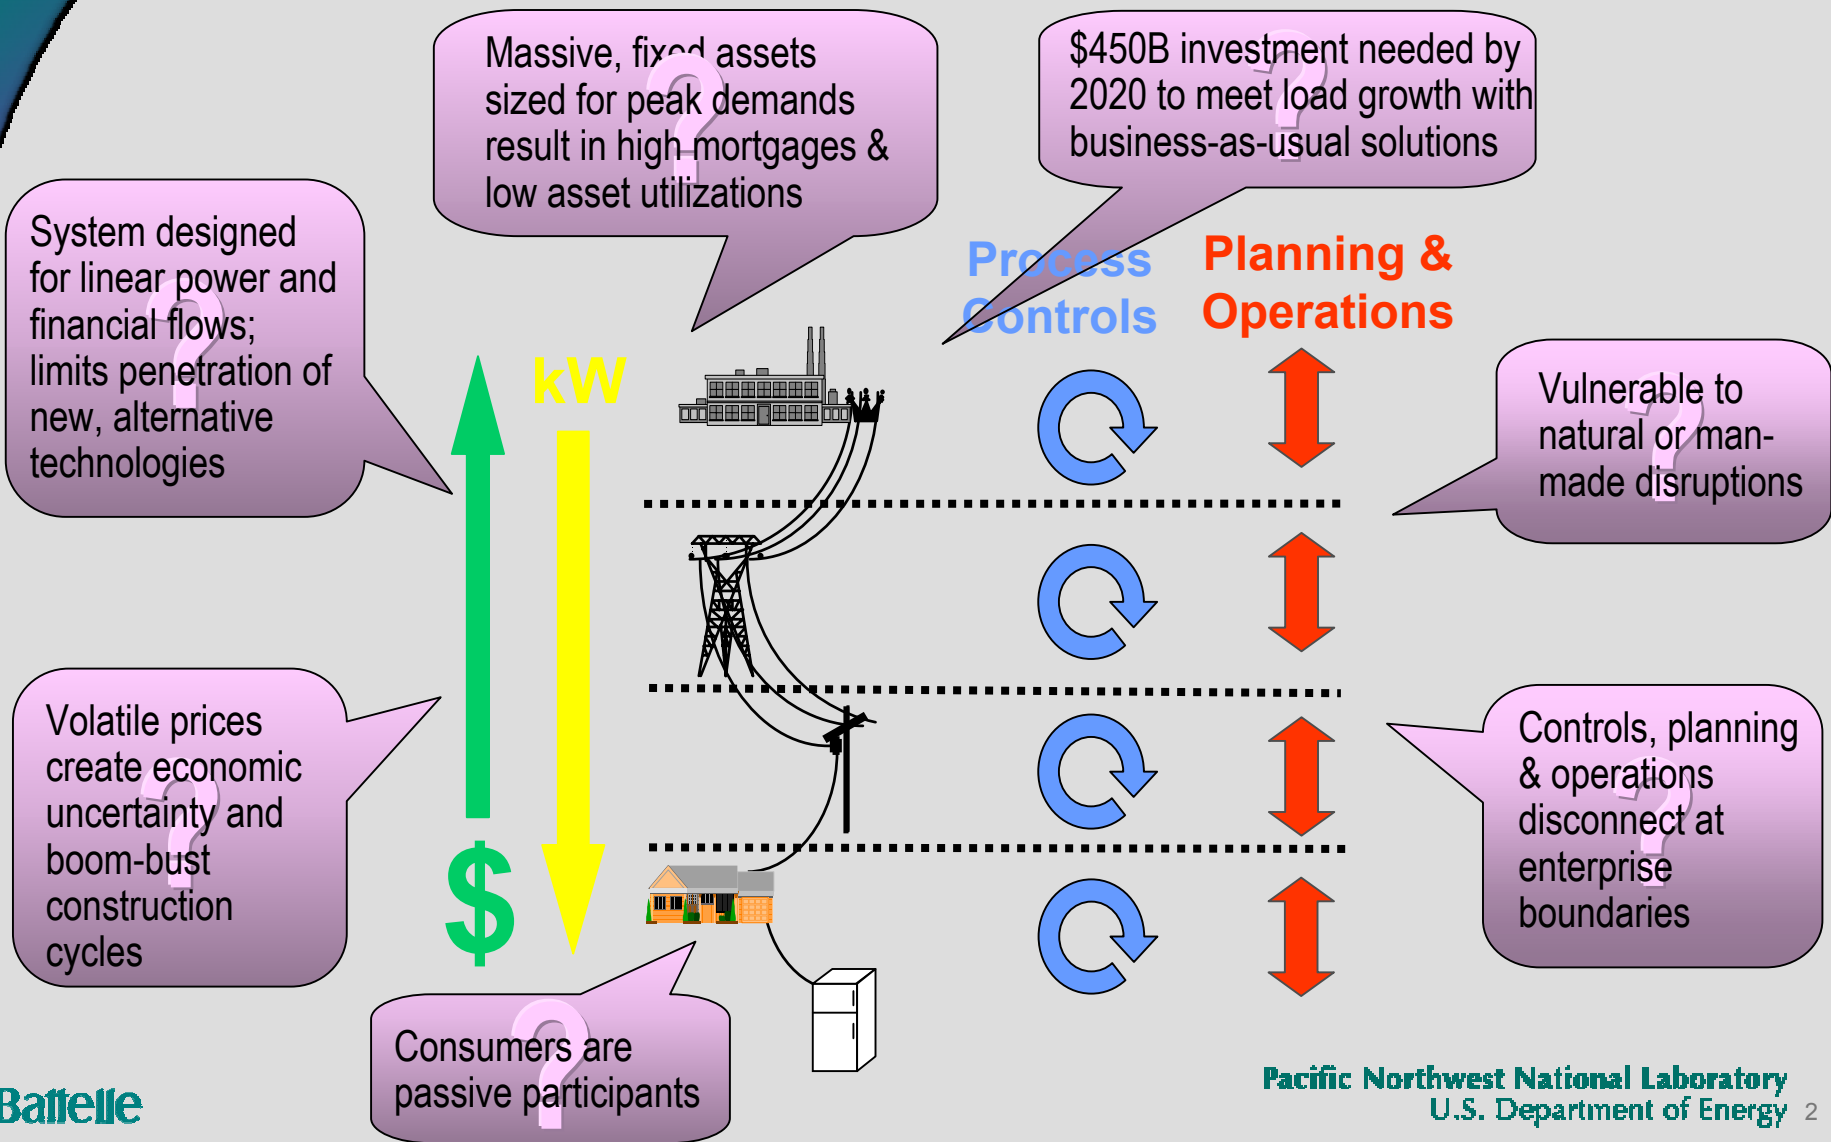 Massive, fixed assets
sized for peak demands
result in high mortgages &
low asset utilizations
$450B investment needed by
2020 to meet load growth with
business-as-usual solutions
System designed
for linear power and
financial flows;
limits penetration of
new, alternative
technologies
Process
Controls
Planning &
Operations
kW
Vulnerable to
natural or man-
made disruptions
Volatile prices
create economic
uncertainty and
boom-bust
construction
cycles
$
Controls, planning
& operations
disconnect at
enterprise
boundaries
Consumers are
passive participants
Battelle
Pacific Northwest National Laboratory
U.S. Department of Energy 2